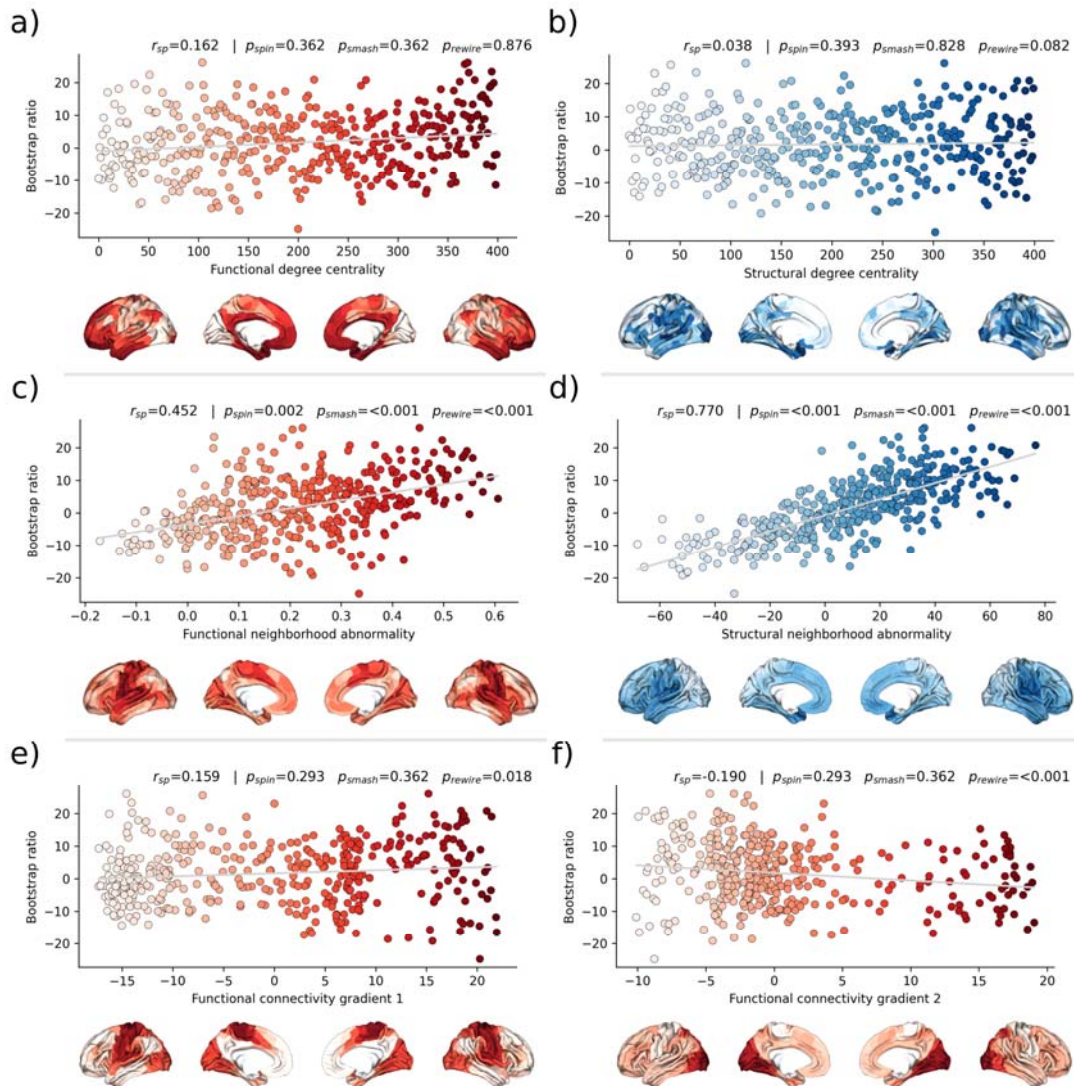 a)
r_sp=0.162 | p_spin=0.362 p_smash=0.362 p_rewire=0.876
Bootstrap ratio
20
10
0
−10
−20
0 50 100 150 200 250 300 350 400
Functional degree centrality
b)
r_sp=0.038 | p_spin=0.393 p_smash=0.828 p_rewire=0.082
Bootstrap ratio
20
10
0
−10
−20
0 50 100 150 200 250 300 350 400
Structural degree centrality
c)
r_sp=0.452 | p_spin=0.002 p_smash=<0.001 p_rewire=<0.001
Bootstrap ratio
20
10
0
−10
−20
−0.2 −0.1 0.0 0.1 0.2 0.3 0.4 0.5 0.6
Functional neighborhood abnormality
d)
r_sp=0.770 | p_spin=<0.001 p_smash=<0.001 p_rewire=<0.001
Bootstrap ratio
20
10
0
−10
−20
−60 −40 −20 0 20 40 60 80
Structural neighborhood abnormality
e)
r_sp=0.159 | p_spin=0.293 p_smash=0.362 p_rewire=0.018
Bootstrap ratio
20
10
0
−10
−20
−15 −10 −5 0 5 10 15 20
Functional connectivity gradient 1
f)
r_sp=-0.190 | p_spin=0.293 p_smash=0.362 p_rewire=<0.001
Bootstrap ratio
20
10
0
−10
−20
−10 −5 0 5 10 15 20
Functional connectivity gradient 2